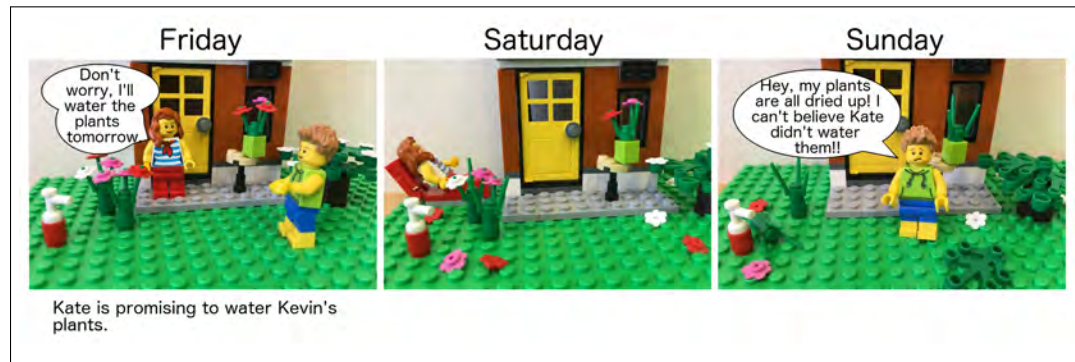 Friday
Saturday
Sunday
Don't
worry, I'll
water the
plants
tomorrow
Hey, my plants
are all dried up! I
can't believe Kate
didn't water
them!!
Kate is promising to water Kevin's
plants.